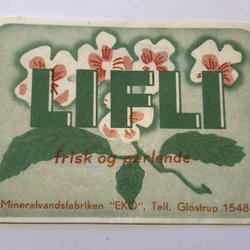 LIFLI
frisk og perlende
Mineralvandsfabriken "EKO", Telf. Glostrup 1548